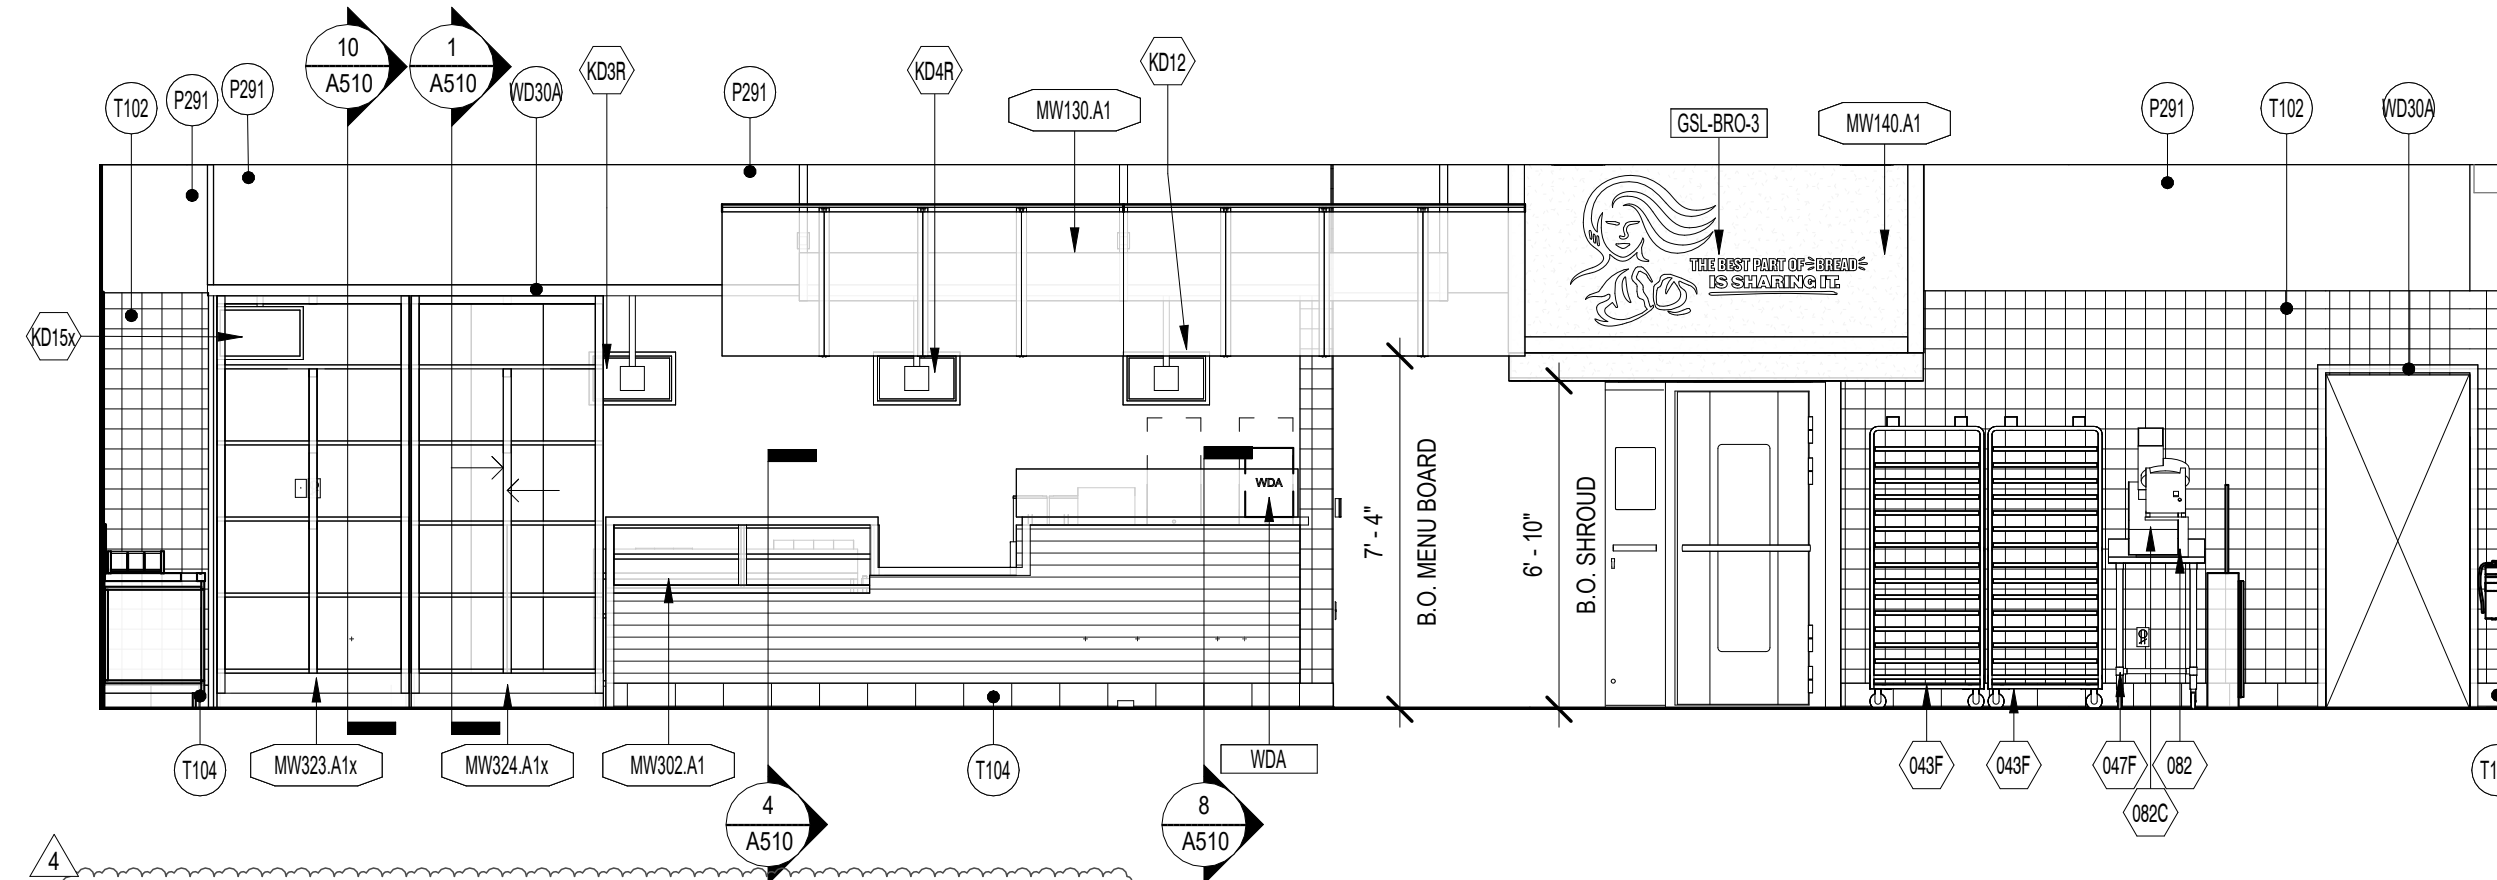 10
A510
1
A510
KD3R
KD4R
KD12
T102
P291
P291
WD30A
P291
MW130.A1
GSL-BRO-3
MW140.A1
P291
T102
WD30A
THE BEST PART OF BREAD
IS SHARING IT.
KD15x
WDA
7' - 4"
B.O. MENU BOARD
6' - 10"
B.O. SHROUD
T104
MW323.A1x
MW324.A1x
MW302.A1
T104
WDA
043F
043F
047F
082
082C
4
A510
8
A510
4